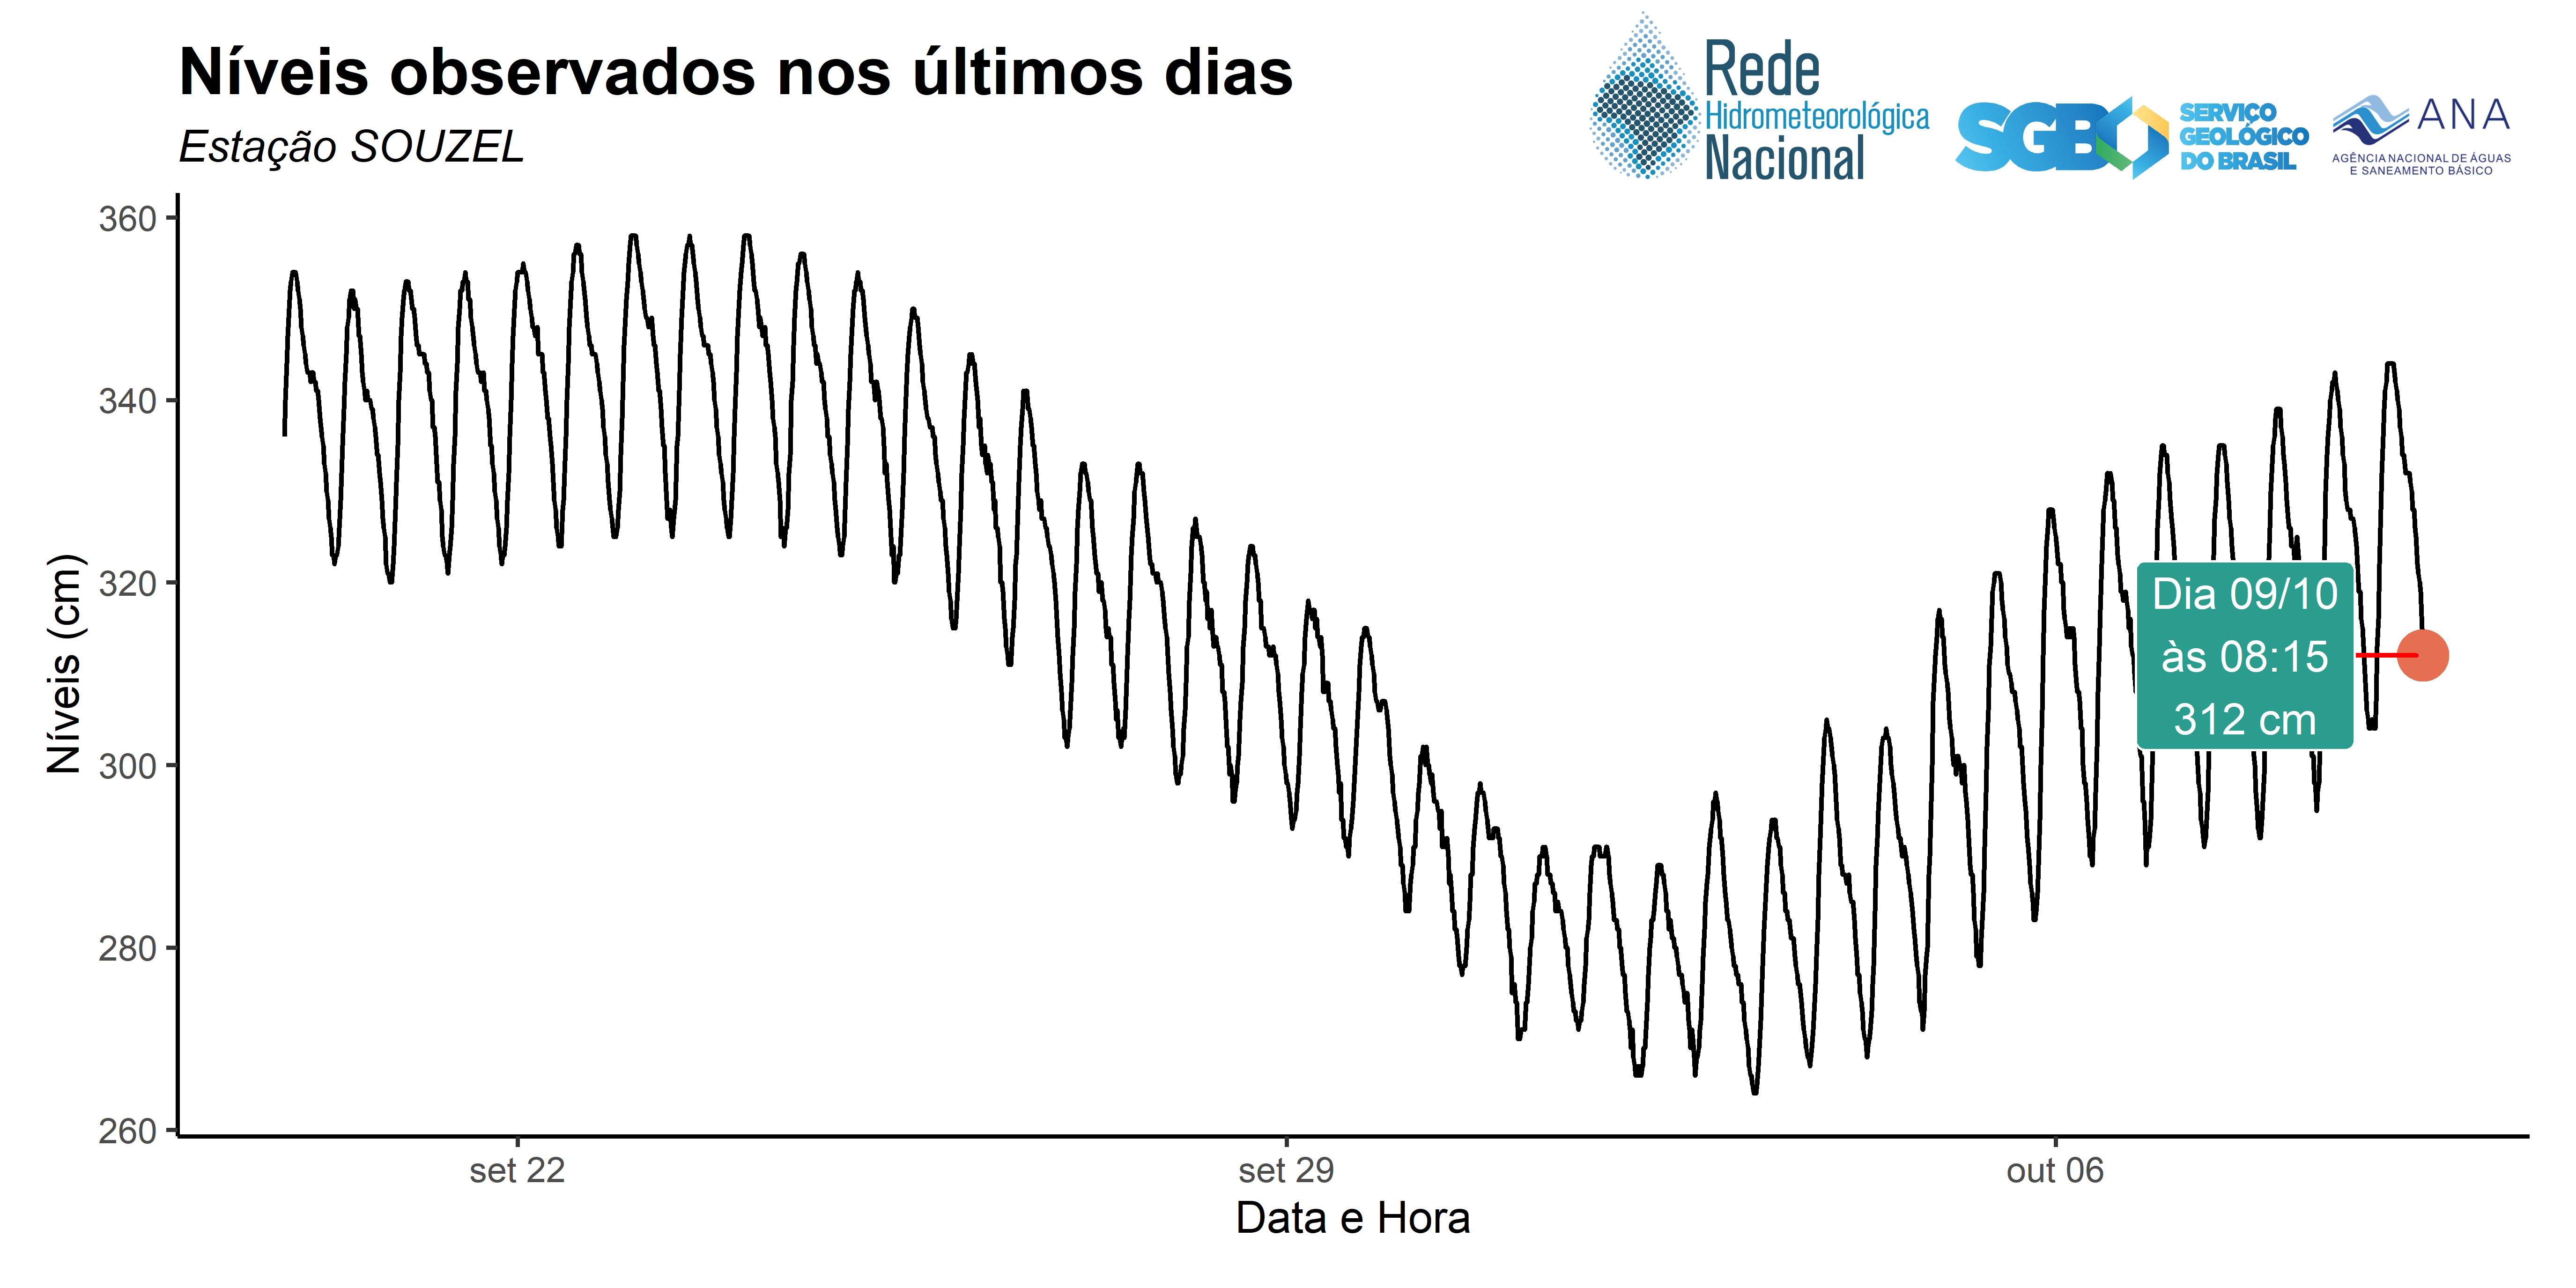 Níveis observados nos últimos dias
Estação SOUZEL
Rede
Hidrometeorológica
Nacional
SGB
SERVIÇO
GEOLÓGICO
DO BRASIL
ANA
AGÊNCIA NACIONAL DE ÁGUAS
E SANEAMENTO BÁSICO
Níveis (cm)
360
340
320
300
280
260
Dia 09/10
às 08:15
312 cm
set 22
set 29
out 06
Data e Hora